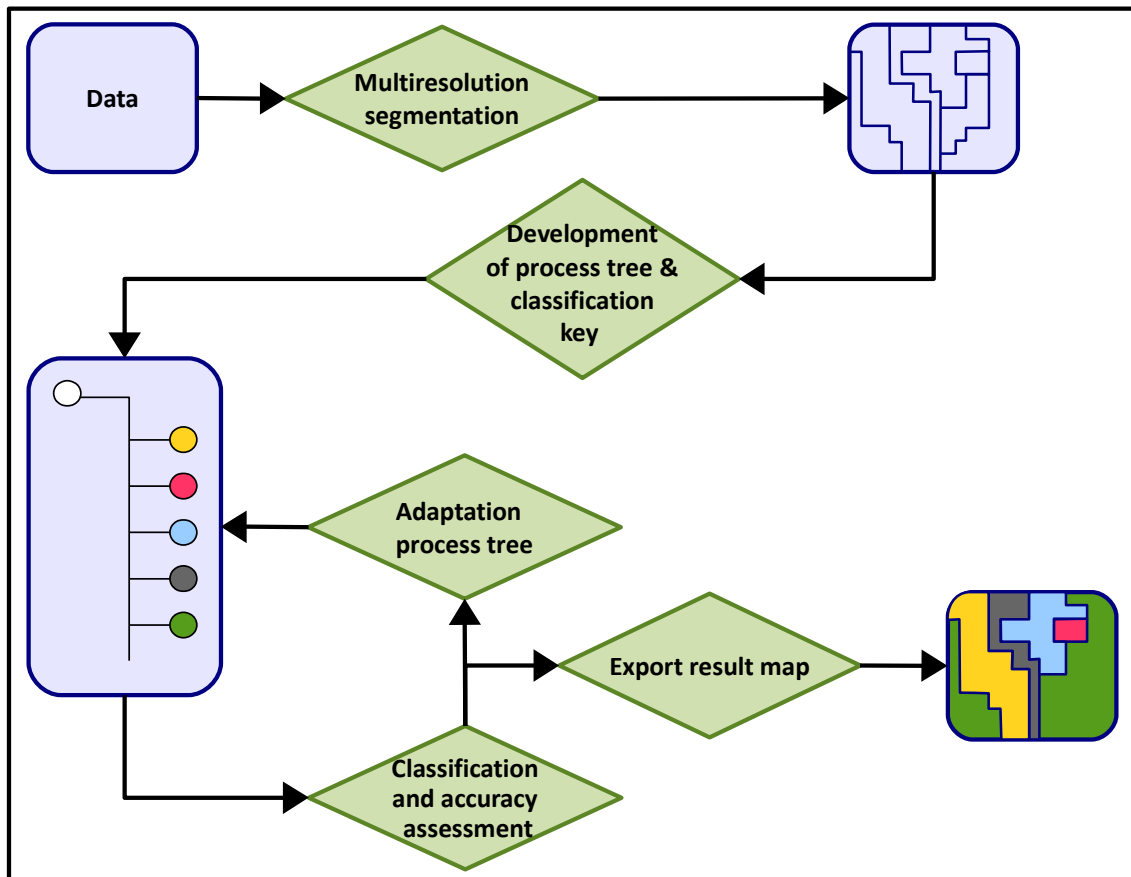 Data
Multiresolution
segmentation
Development
of process tree &
classification
key
Adaptation
process tree
Export result map
Classification
and accuracy
assessment